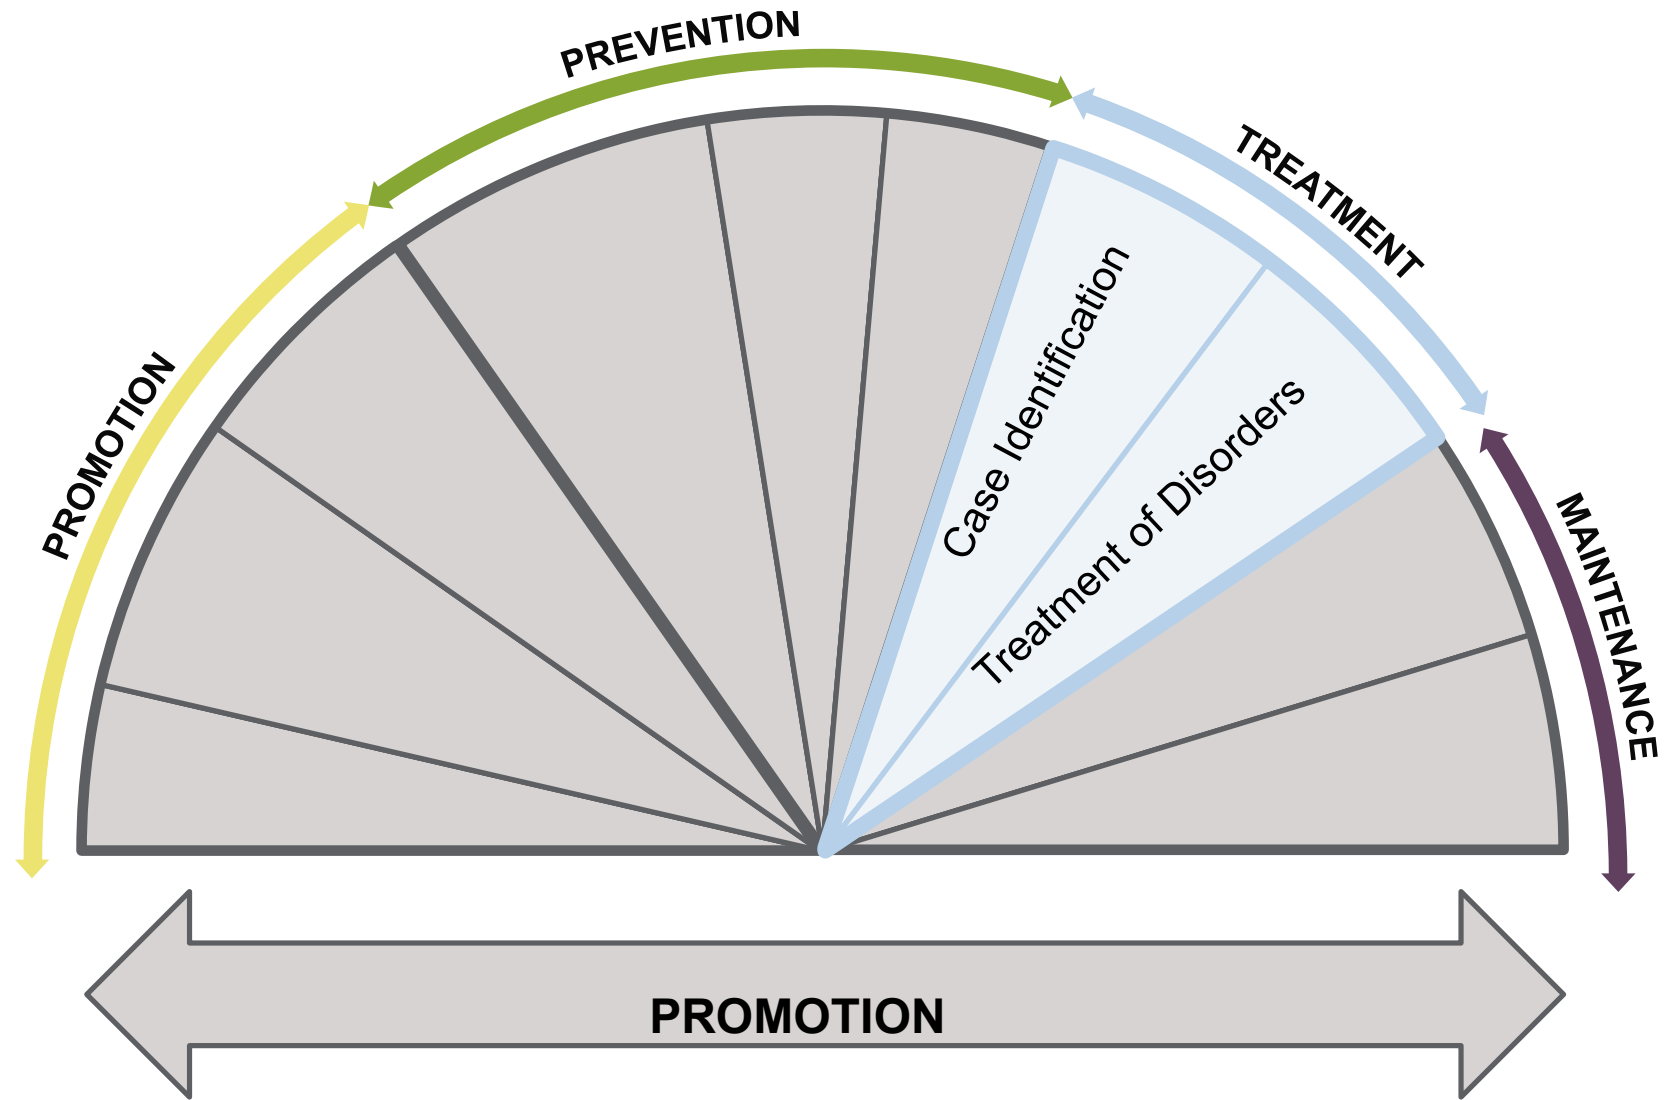 PREVENTION
TREATMENT
PROMOTION
MAINTENANCE
Case Identification
Treatment of Disorders
PROMOTION